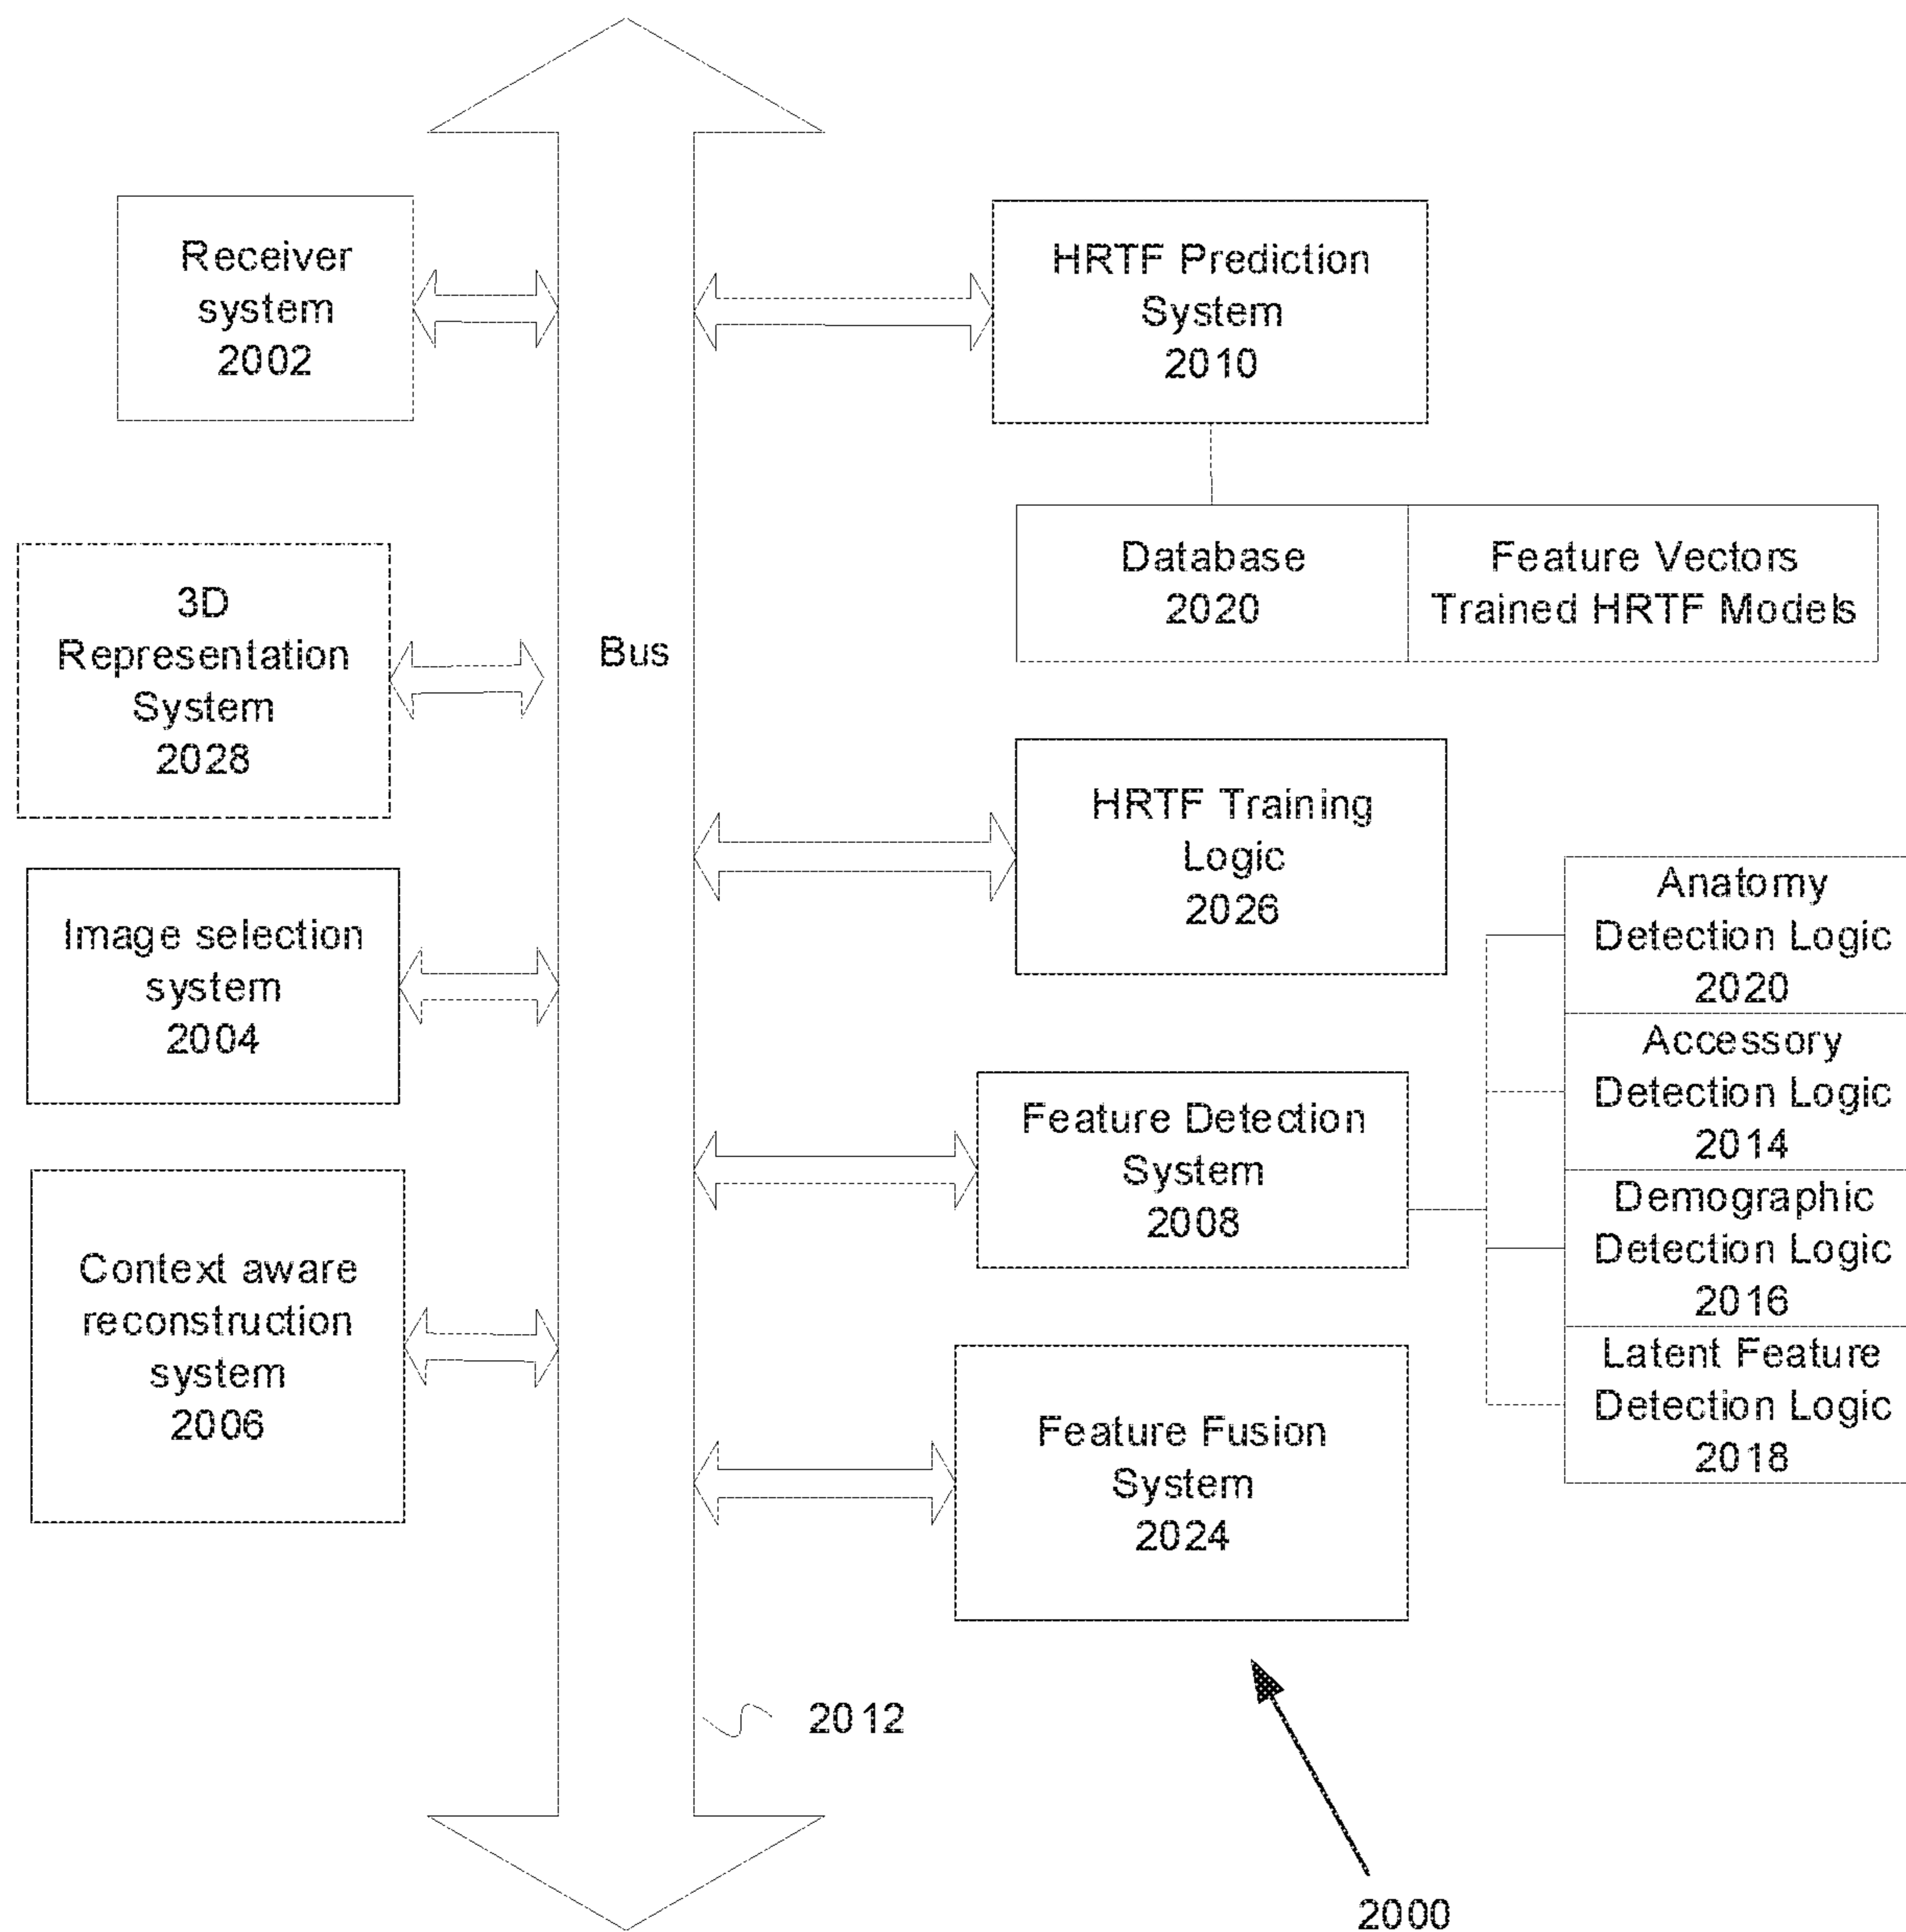 Receiver
system
2002
3D
Representation
System
2028
Image selection
system
2004
Context aware
reconstruction
system
2006
Bus
2012
HRTF Prediction
System
2010
Database
2020
Feature Vectors
Trained HRTF Models
HRTF Training
Logic
2026
Feature Detection
System
2008
Anatomy
Detection Logic
2020
Accessory
Detection Logic
2014
Demographic
Detection Logic
2016
Latent Feature
Detection Logic
2018
Feature Fusion
System
2024
2000